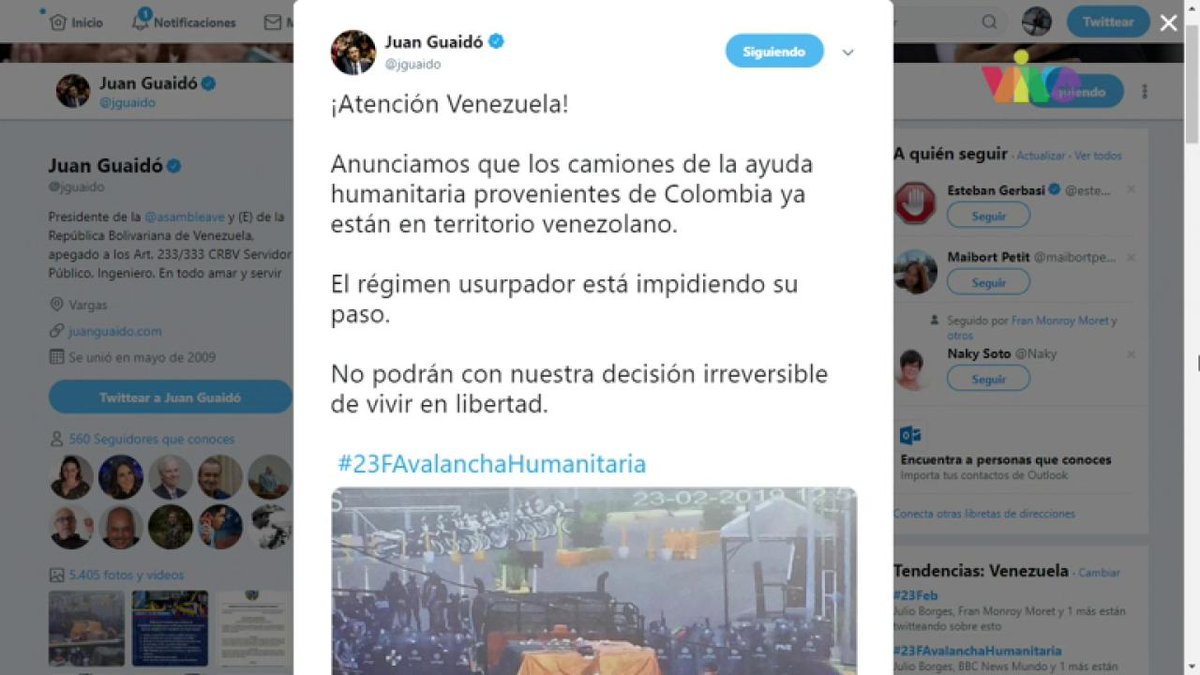 Inicio
1
Notificaciones
M
Twittear
Juan Guaidó
@jguaido
Juan Guaidó
@jguaido
Presidente de la @asambleave y (E) de la
República Bolivariana de Venezuela,
apegado a los Art. 233/333 CRBV Servidor
Público. Ingeniero. En todo amar y servir
Vargas
juanguaido.com
Se unió en mayo de 2009
Twittear a Juan Guaidó
560 Seguidores que conoces
5.405 fotos y videos
Juan Guaidó
@jguaido
Siguiendo
¡Atención Venezuela!
Anunciamos que los camiones de la ayuda
humanitaria provenientes de Colombia ya
están en territorio venezolano.
El régimen usurpador está impidiendo su
paso.
No podrán con nuestra decisión irreversible
de vivir en libertad.
#23FAvalanchaHumanitaria
23-02-2019 12:5
vivo
A quién seguir · Actualizar · Ver todos
Esteban Gerbasi @este...
Seguir
Maibort Petit @maibortpe...
Seguir
Seguido por Fran Monroy Moret y
otros
Naky Soto @Naky
Seguir
Encuentra a personas que conoces
Importa tus contactos de Outlook
Conecta otras libretas de direcciones
Tendencias: Venezuela · Cambiar
#23Feb
Julio Borges, Fran Monroy Moret y 1 más están
twitteando sobre esto
#23FAvalanchaHumanitaria
Julio Borges, BBC News Mundo y 1 más están